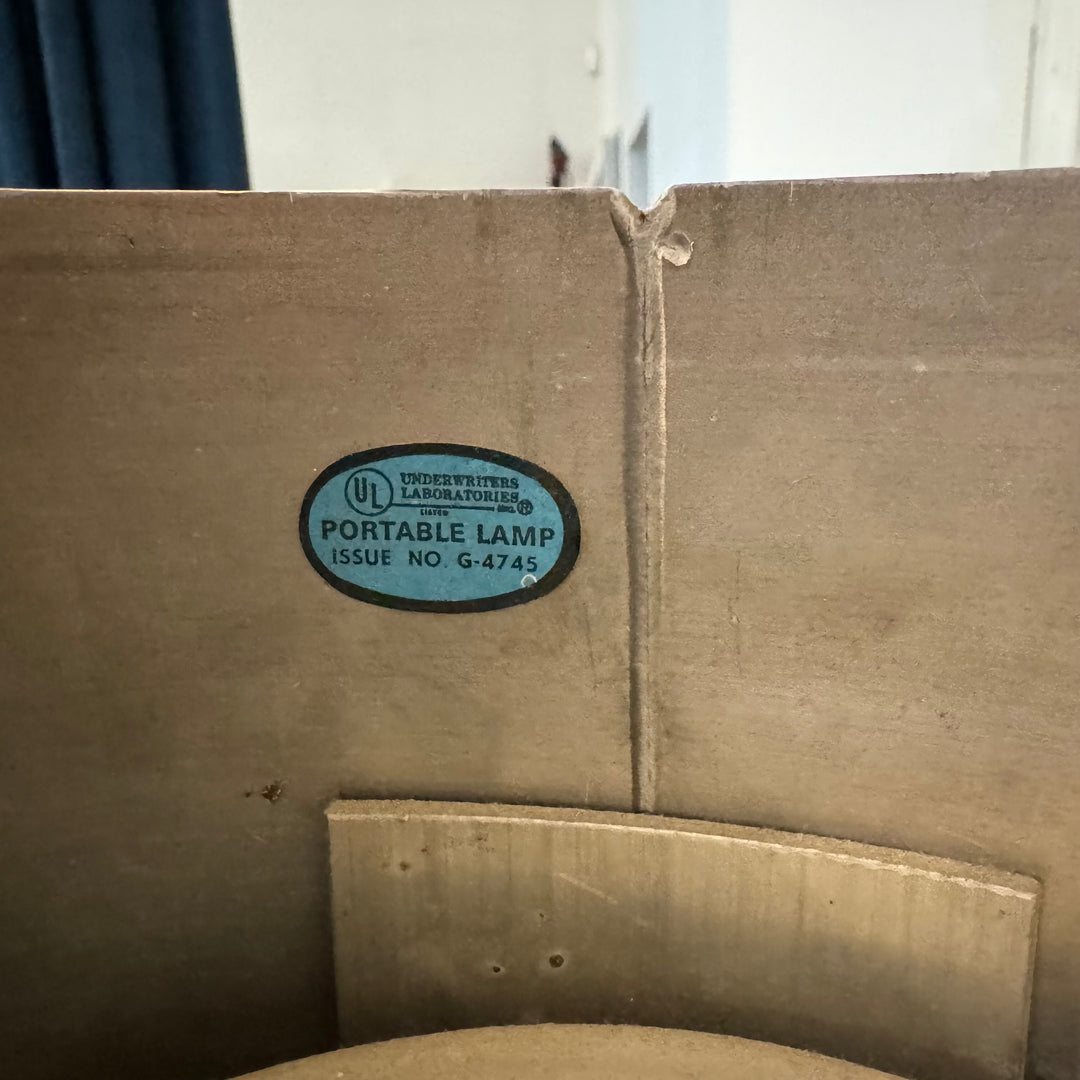 UL
UNDERWRITERS
LABORATORIES
INC. ®
LISTED
PORTABLE LAMP
ISSUE NO. G-4745